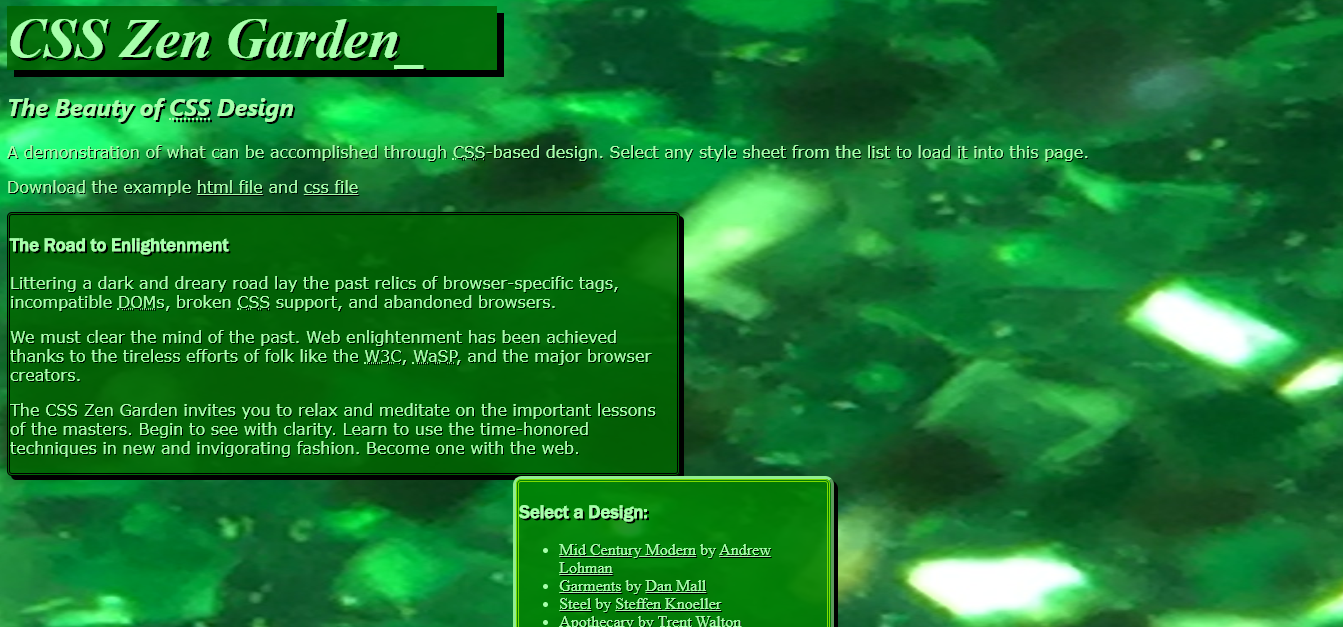 CSS Zen Garden_
The Beauty of CSS Design
A demonstration of what can be accomplished through CSS-based design. Select any style sheet from the list to load it into this page.
Download the example html file and css file
The Road to Enlightenment
Littering a dark and dreary road lay the past relics of browser-specific tags,
incompatible DOMs, broken CSS support, and abandoned browsers.
We must clear the mind of the past. Web enlightenment has been achieved
thanks to the tireless efforts of folk like the W3C, WaSP, and the major browser
creators.
The CSS Zen Garden invites you to relax and meditate on the important lessons
of the masters. Begin to see with clarity. Learn to use the time-honored
techniques in new and invigorating fashion. Become one with the web.
Select a Design:
Mid Century Modern by Andrew
Lohman
Garments by Dan Mall
Steel by Steffen Knoeller
Apothecary by Trent Walton